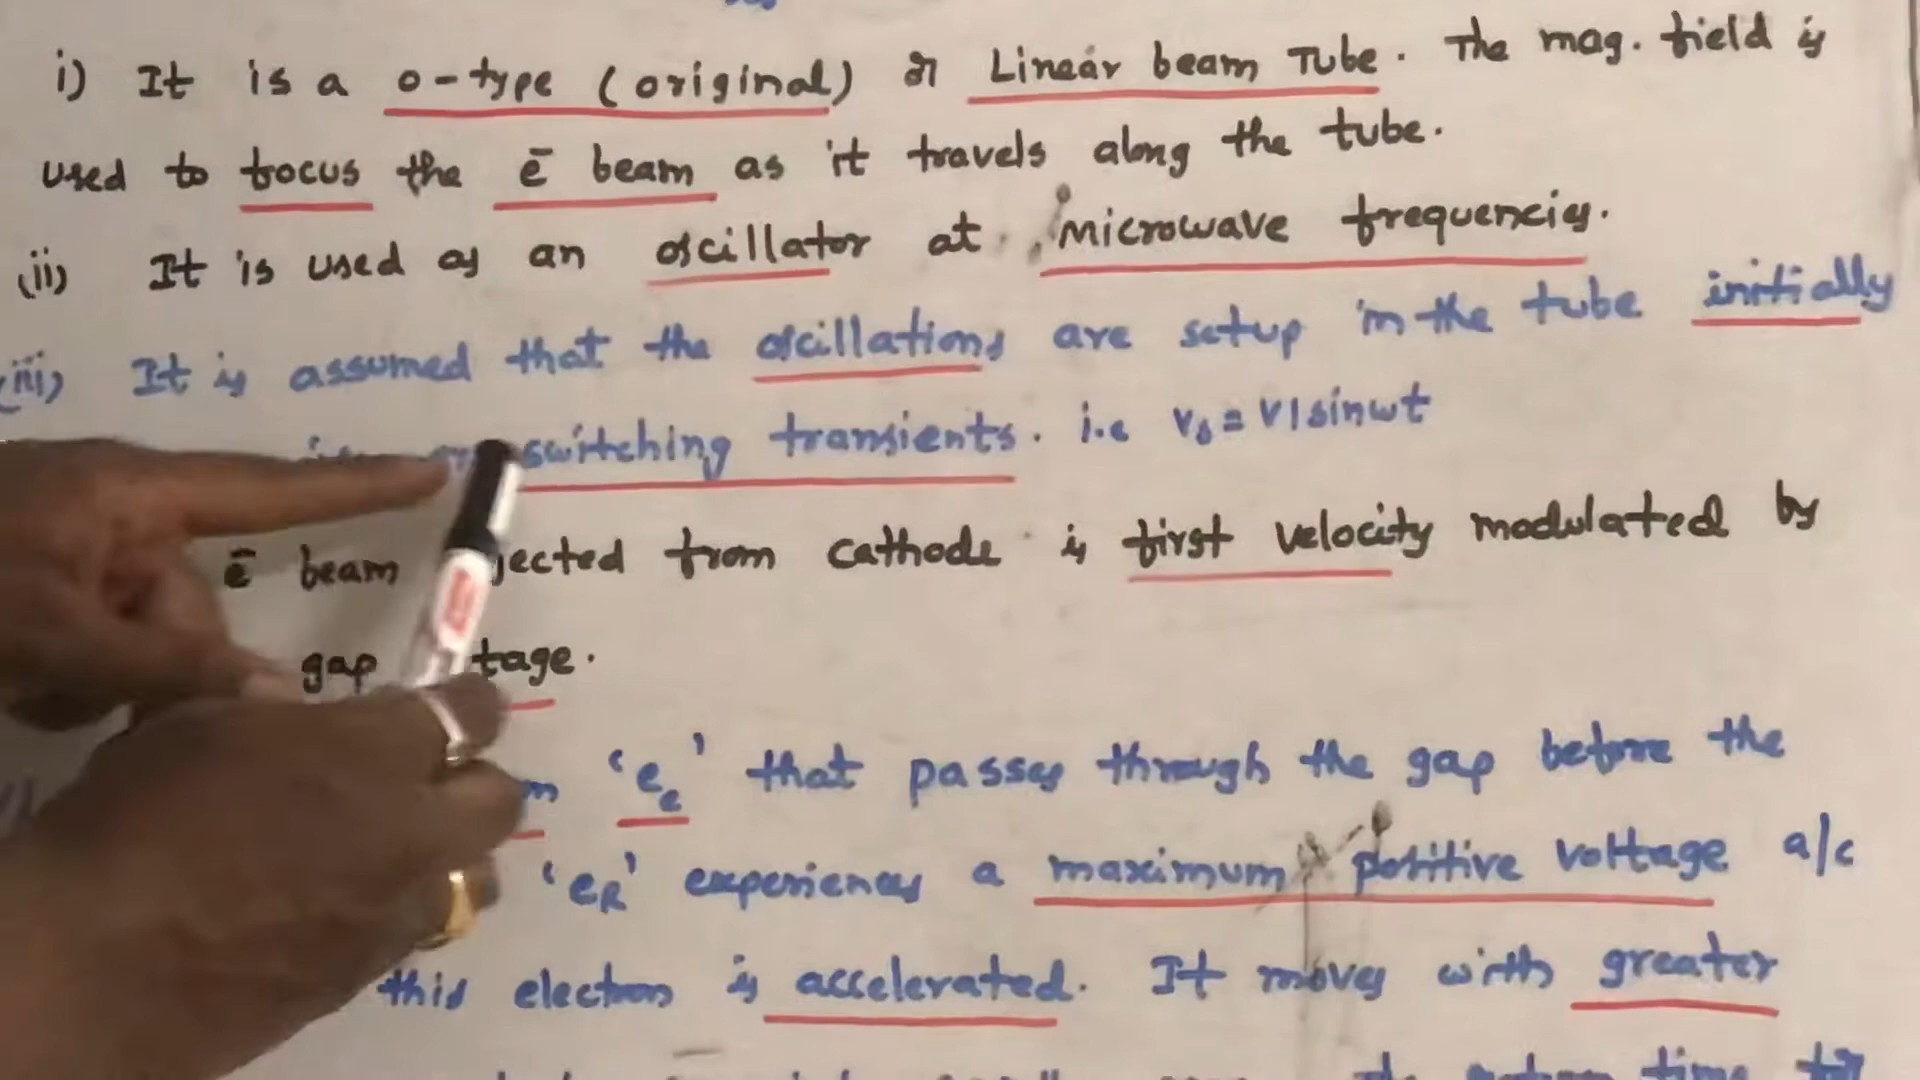 i) It is a o-type (original) or Linear beam Tube. The mag. field is
used to focus the ē beam as it travels along the tube.
(ii) It is used as an oscillator at microwave frequencies.
(iii) It is assumed that the oscillations are setup in the tube initially
switching transients. i.e Vs = V1 sinwt
ē beam jected from cathode is first velocity modulated by
gap tage.
'ee' that passes through the gap before the
'eR' experiences a maximum positive voltage a/c
this electron is accelerated. It moves with greater